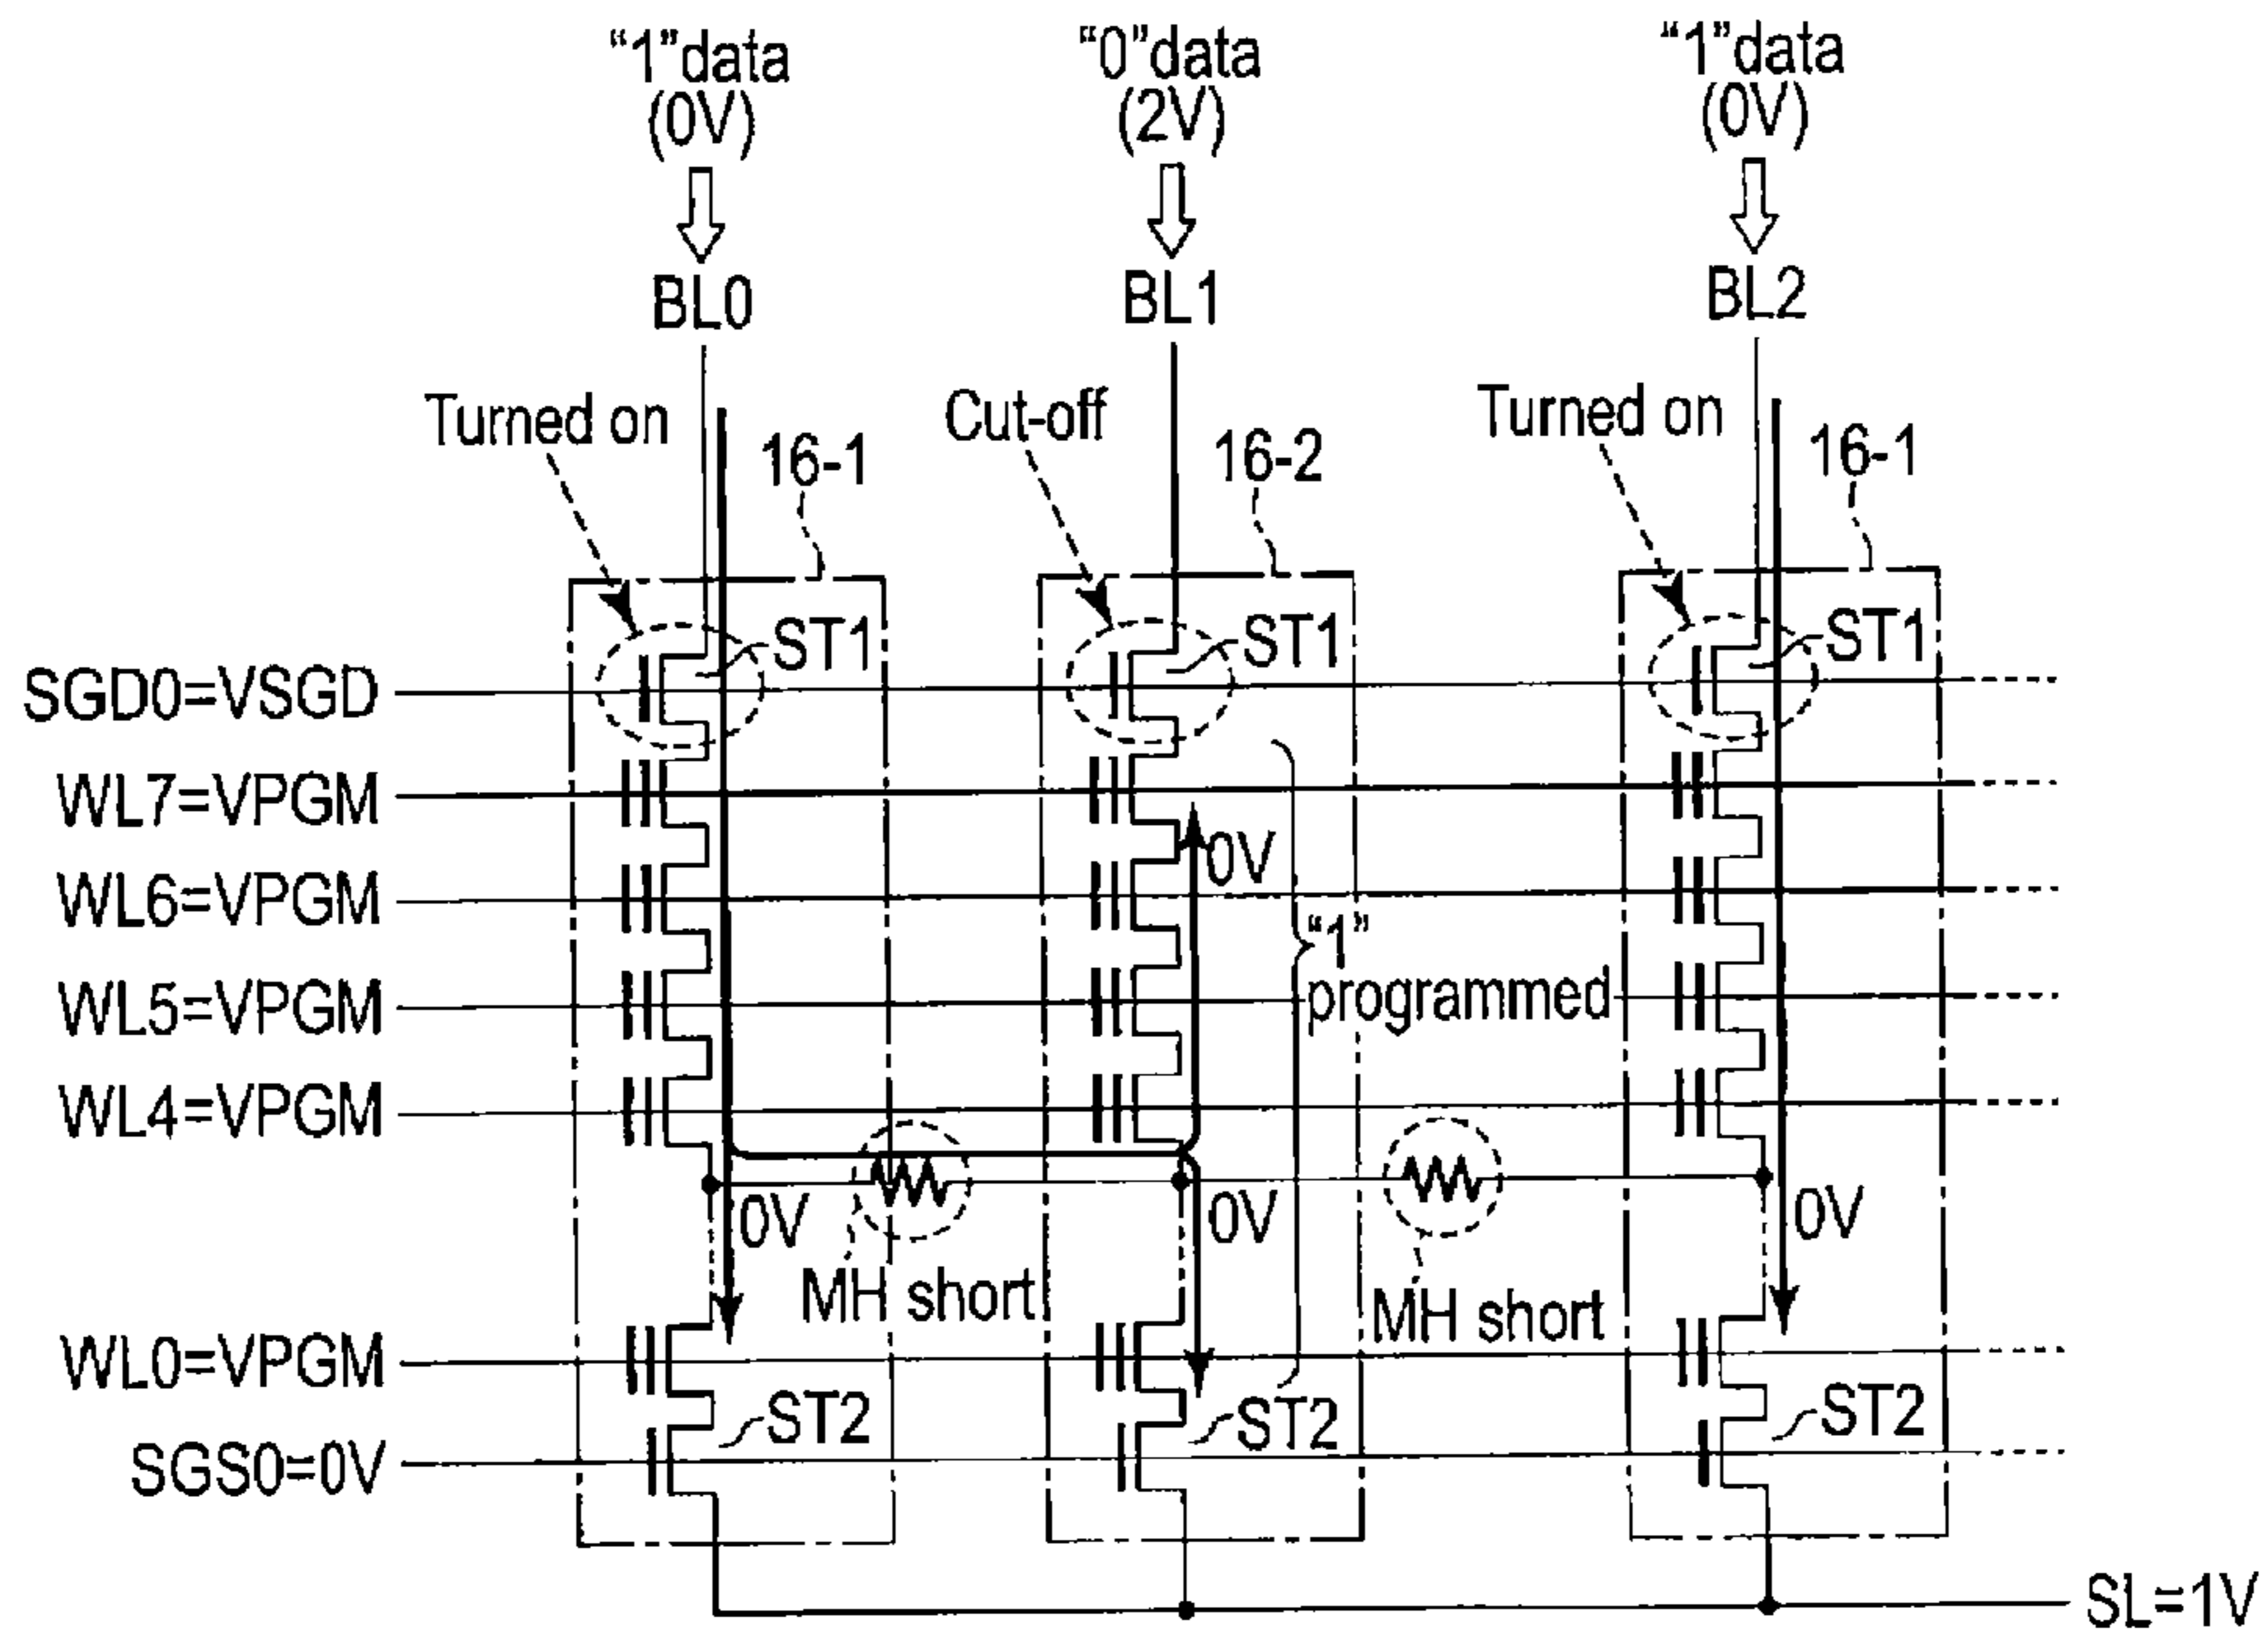 “1”data “0”data “1”data
(0V) (2V) (0V)
BL0 BL1 BL2
Turned on Cut-off Turned on
16-1 16-2 16-1
ST1 ST1 ST1
SGD0=VSGD
WL7=VPGM
0V
WL6=VPGM
“1”
programmed
WL5=VPGM
WL4=VPGM
0V 0V 0V
MH short MH short
WL0=VPGM
ST2 ST2 ST2
SGS0=0V
SL=1V